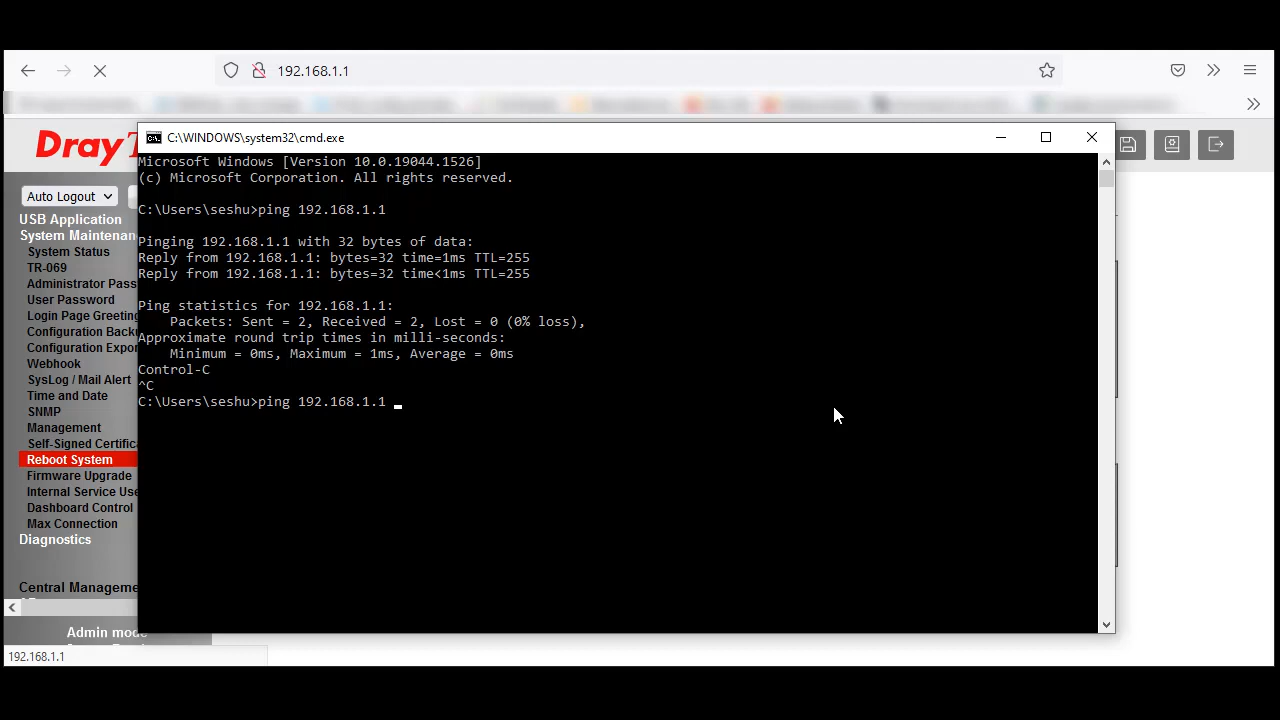 192.168.1.1
Dray
C:\WINDOWS\system32\cmd.exe
Microsoft Windows [Version 10.0.19044.1526]
(c) Microsoft Corporation. All rights reserved.
C:\Users\seshu>ping 192.168.1.1
Pinging 192.168.1.1 with 32 bytes of data:
Reply from 192.168.1.1: bytes=32 time=1ms TTL=255
Reply from 192.168.1.1: bytes=32 time<1ms TTL=255
Ping statistics for 192.168.1.1:
Packets: Sent = 2, Received = 2, Lost = 0 (0% loss),
Approximate round trip times in milli-seconds:
Minimum = 0ms, Maximum = 1ms, Average = 0ms
Control-C
^C
C:\Users\seshu>ping 192.168.1.1
Auto Logout
USB Application
System Maintenan
System Status
TR-069
Administrator Pass
User Password
Login Page Greeting
Configuration Backu
Configuration Expor
Webhook
SysLog / Mail Alert
Time and Date
SNMP
Management
Self-Signed Certifica
Reboot System
Firmware Upgrade
Internal Service Use
Dashboard Control
Max Connection
Diagnostics
Central Manageme
Admin mode
192.168.1.1